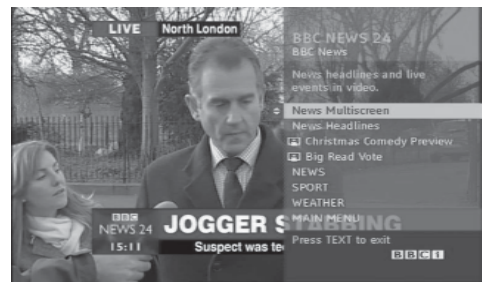 LIVE North London
BBC NEWS 24
BBC News
News headlines and live
events in video.
News Multiscreen
News Headlines
Christmas Comedy Preview
Big Read Vote
NEWS
SPORT
WEATHER
MAIN MENU
Press TEXT to exit
BBC 1
BBC
NEWS 24
15:11
JOGGER STABBING
Suspect was